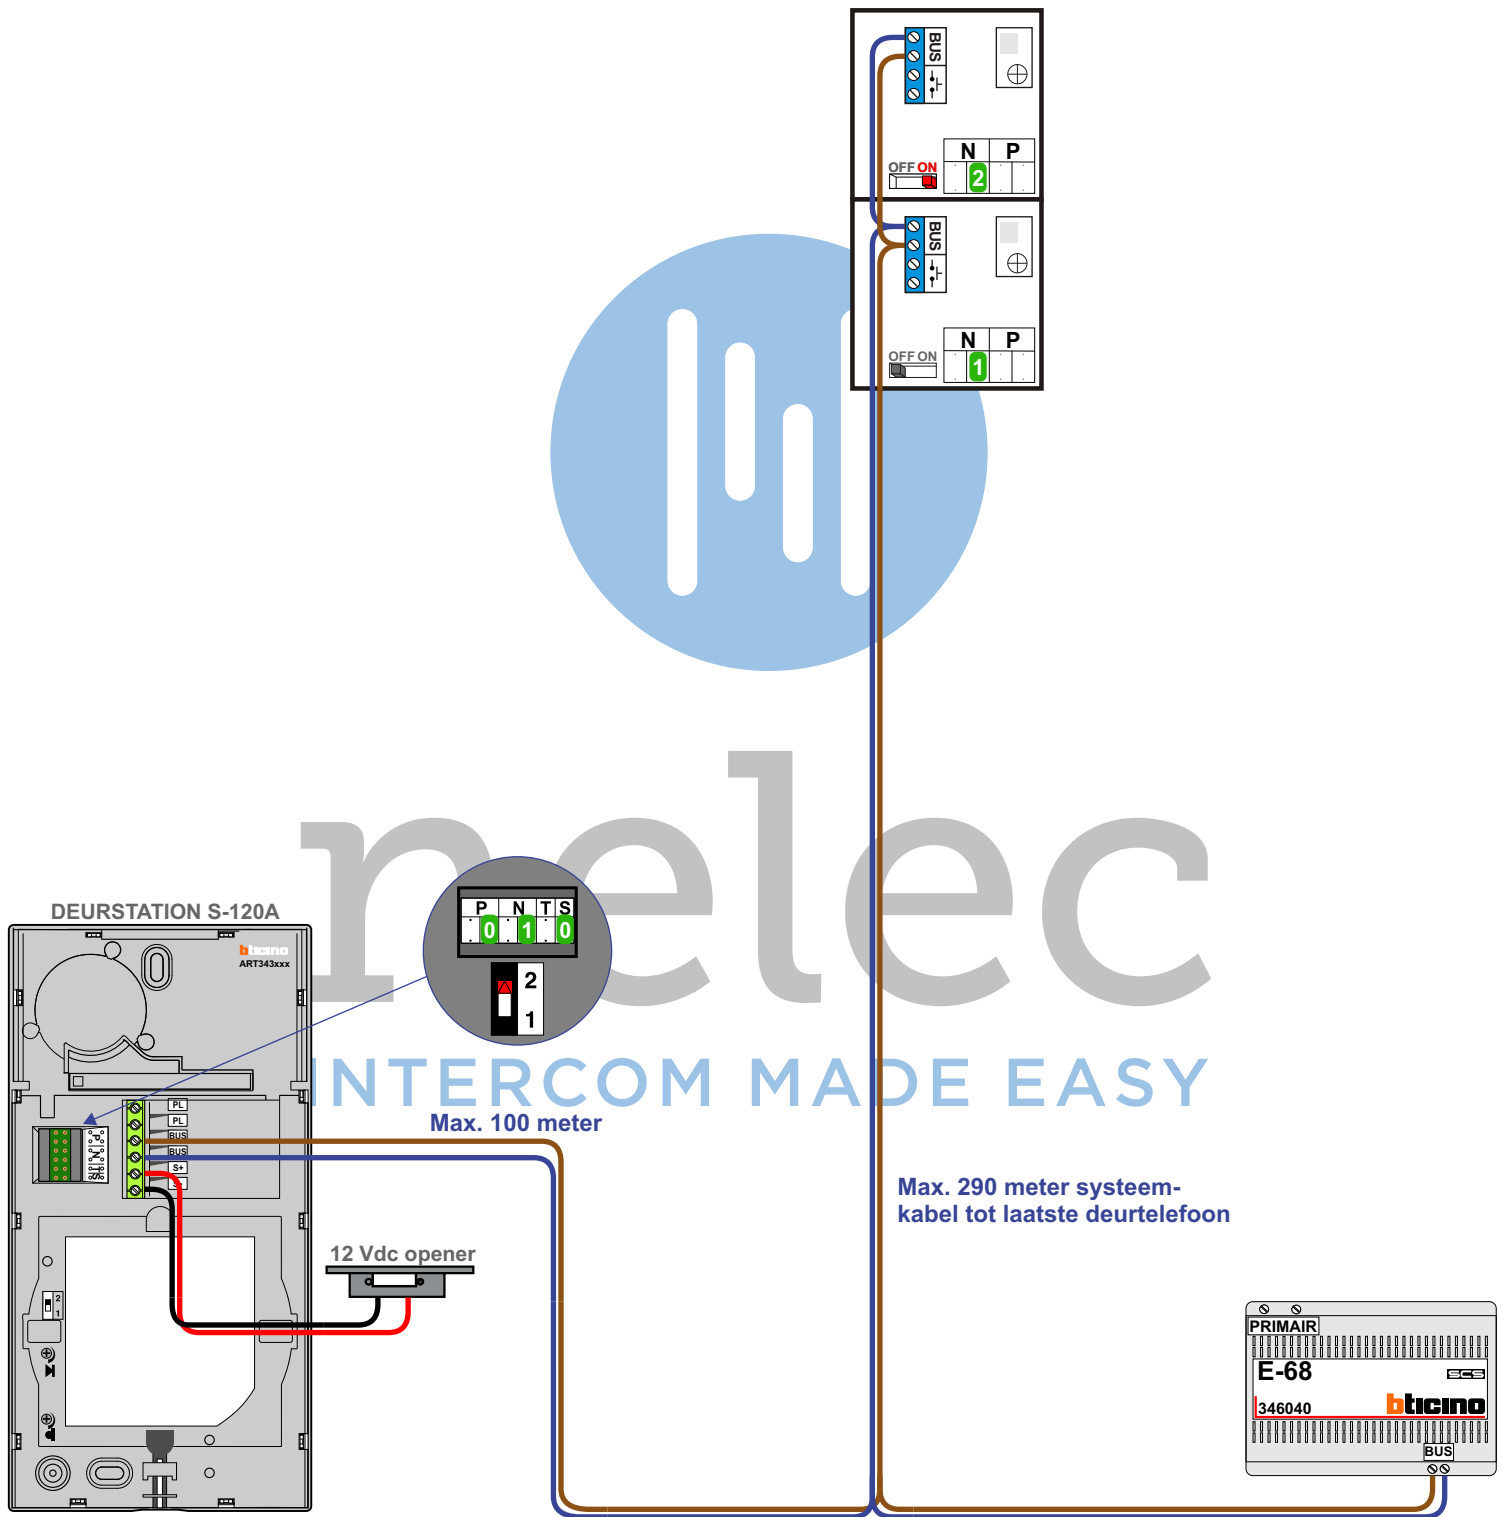 BUS
N P
OFF ON
2
BUS
N P
OFF ON
1
nelec
INTERCOM MADE EASY
DEURSTATION S-120A
bticino
ART343xxx
P N T S
0 1 0
2
1
Max. 100 meter
PL
PL
BUS
BUS
S+
P N T S
Max. 290 meter systeem-
kabel tot laatste deurtelefoon
12 Vdc opener
2
1
PRIMAIR
E-68
SCS
346040
bticino
BUS